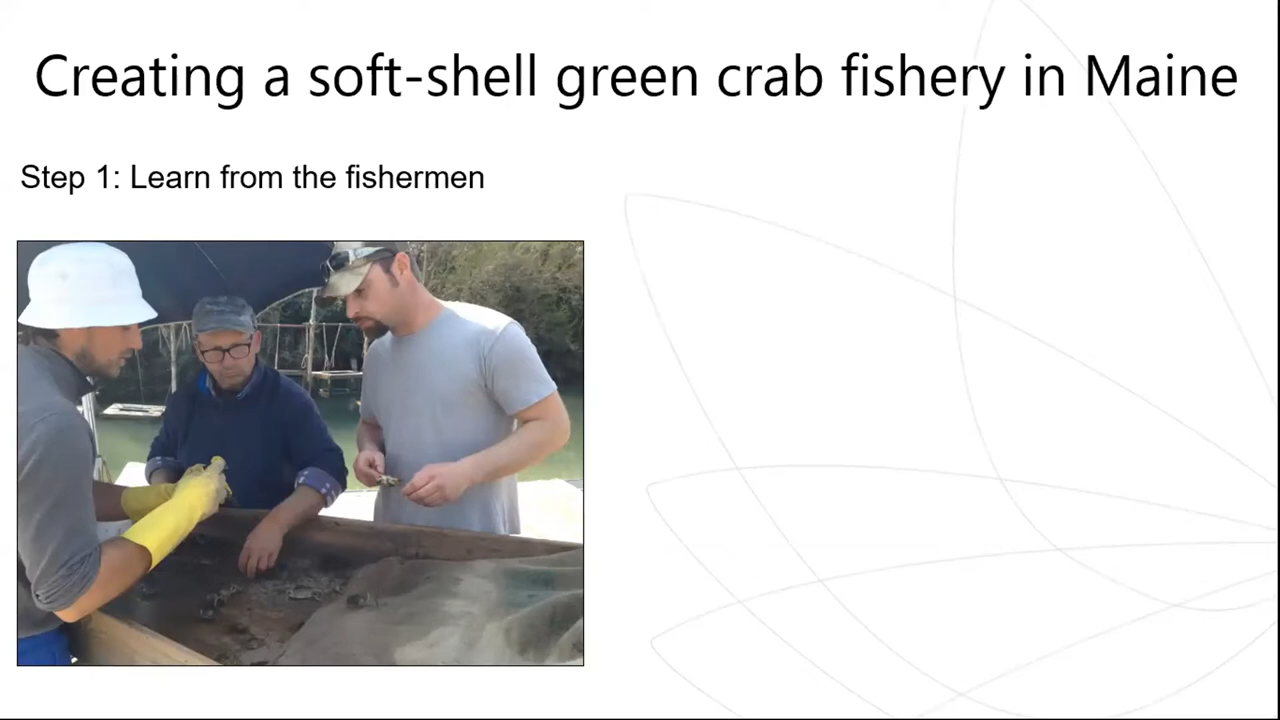 Creating a soft-shell green crab fishery in Maine
Step 1: Learn from the fishermen